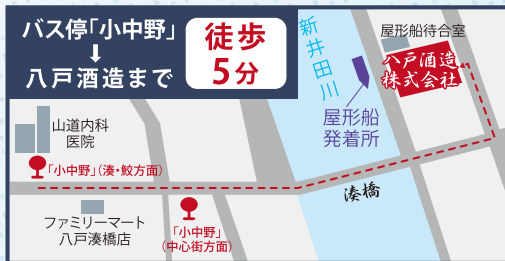 バス停「小中野」
八戸酒造まで
徒歩
5分
新井田川
屋形船待合室
八戸酒造
株式会社
屋形船
発着所
山道内科
医院
「小中野」(湊・鮫方面)
湊橋
ファミリーマート
八戸湊橋店
「小中野」
(中心街方面)